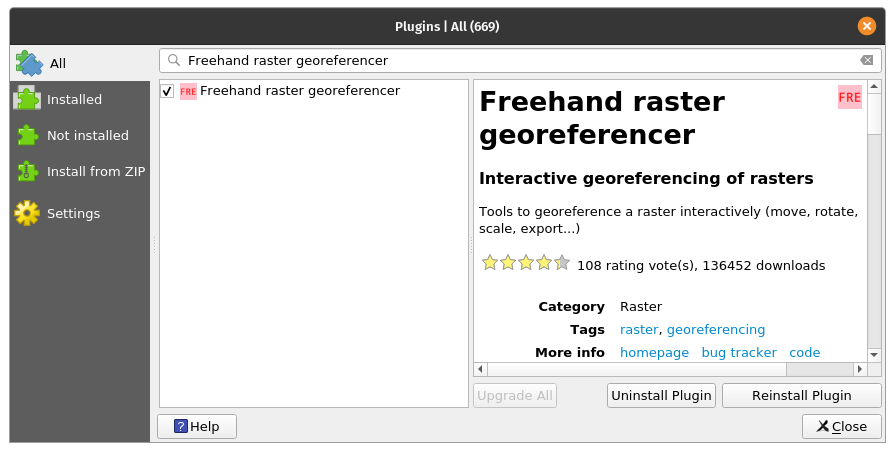 Plugins | All (669)
All
Installed
Not installed
Install from ZIP
Settings
Freehand raster georeferencer
FRE Freehand raster georeferencer
Freehand raster
georeferencer
FRE
Interactive georeferencing of rasters
Tools to georeference a raster interactively (move, rotate,
scale, export...)
108 rating vote(s), 136452 downloads
Category Raster
Tags raster, georeferencing
More info homepage bug tracker code
Upgrade All Uninstall Plugin Reinstall Plugin
? Help Close